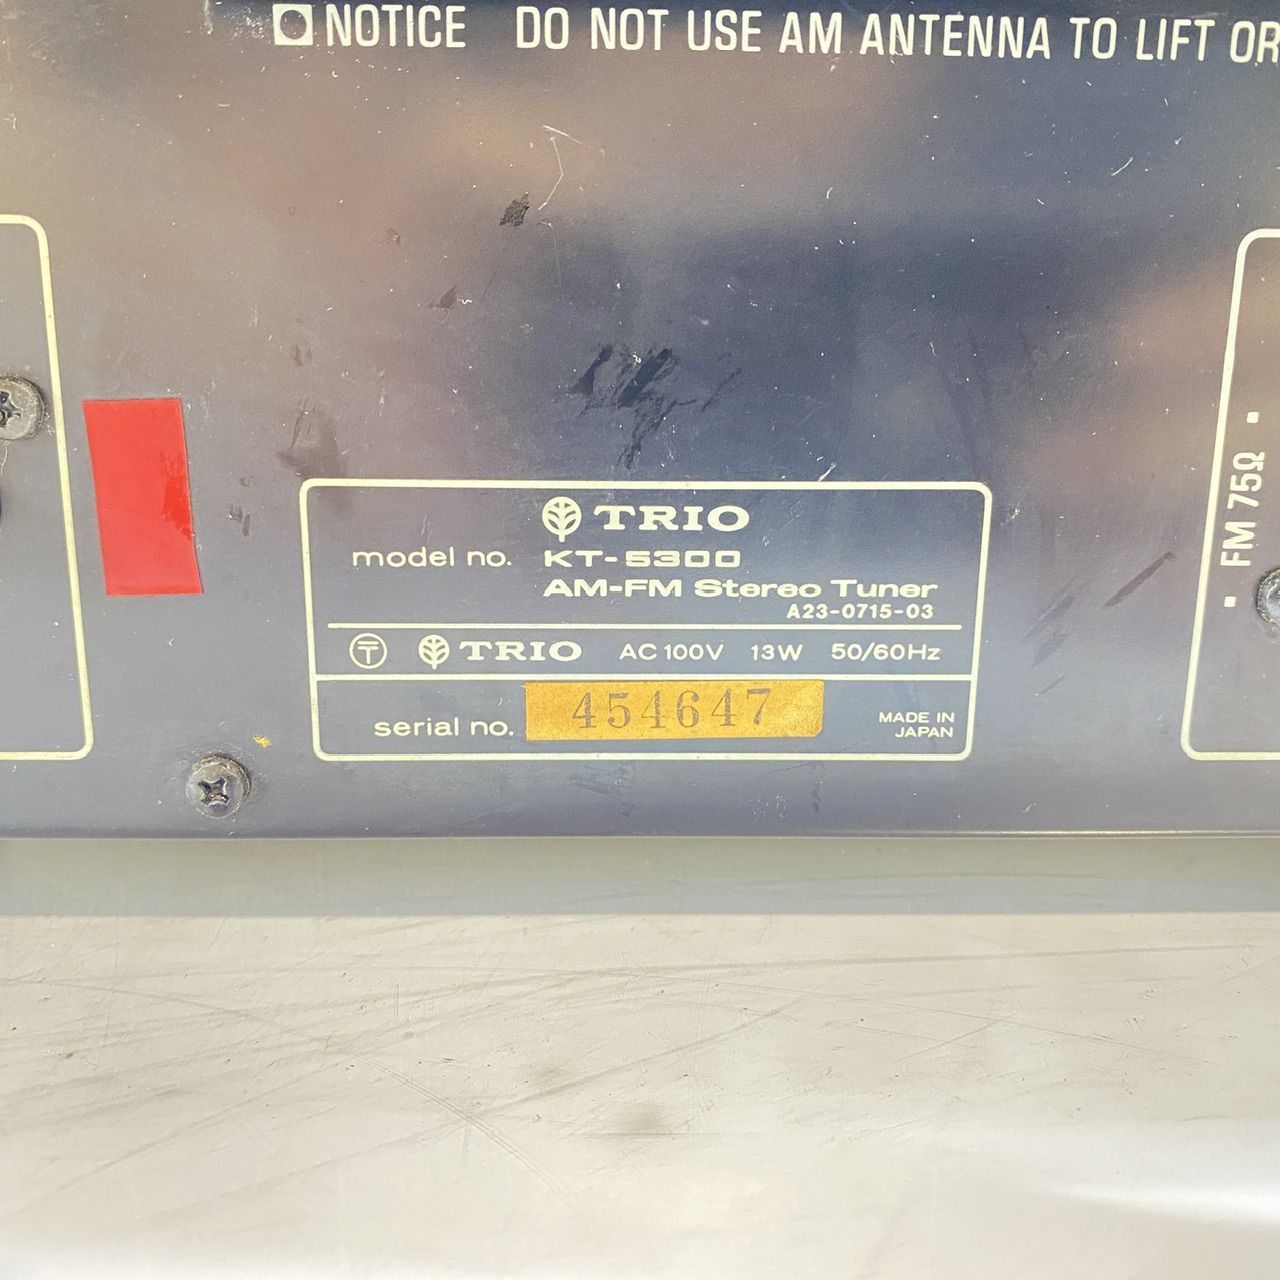 NOTICE DO NOT USE AM ANTENNA TO LIFT OR
TRIO
model no. KT-5300
AM-FM Stereo Tuner
A23-0715-03
TRIO AC 100V 13W 50/60Hz
serial no. 454647
MADE IN
JAPAN
FM 75Ω